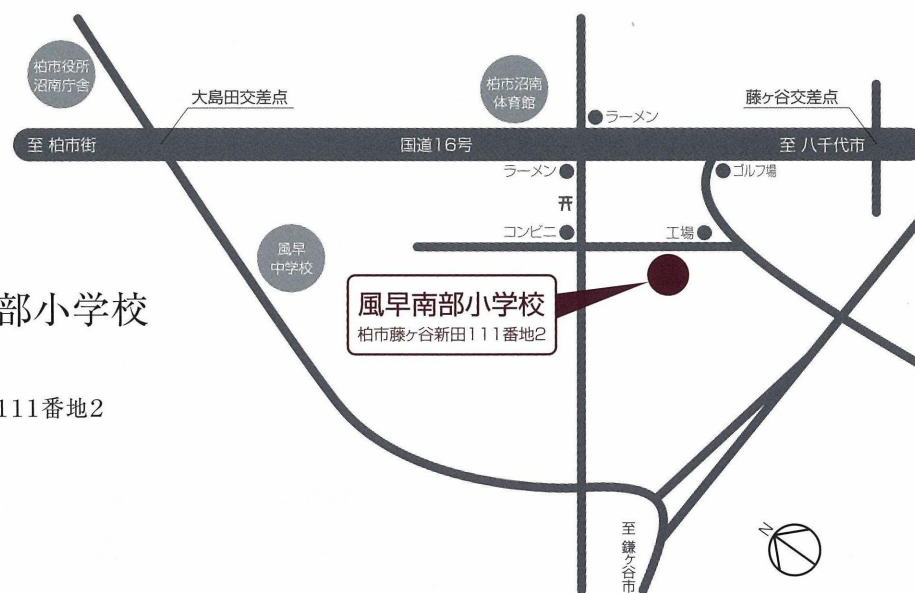 柏市役所
沼南庁舎
大島田交差点
柏市沼南
体育館
ラーメン
藤ヶ谷交差点
至 柏市街
国道16号
至 八千代市
ラーメン
ゴルフ場
コンビニ
工場
風早
中学校
風早南部小学校
柏市藤ヶ谷新田111番地2
部小学校
111番地2
至 鎌ヶ谷市
N